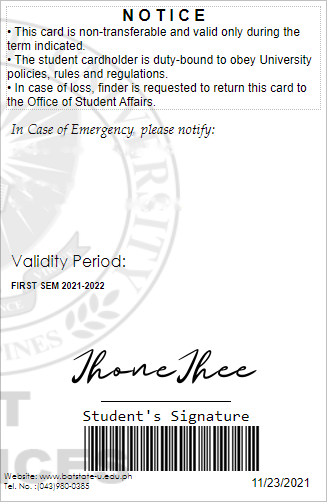 NOTICE
• This card is non-transferable and valid only during the
term indicated.
• The student cardholder is duty-bound to obey University
policies, rules and regulations.
• In case of loss, finder is requested to return this card to
the Office of Student Affairs.
In Case of Emergency please notify:
Validity Period:
FIRST SEM 2021-2022
JhoneJhee
Student's Signature
Website: www.batstate-u.edu.ph
Tel. No. :(043)980-0385
11/23/2021